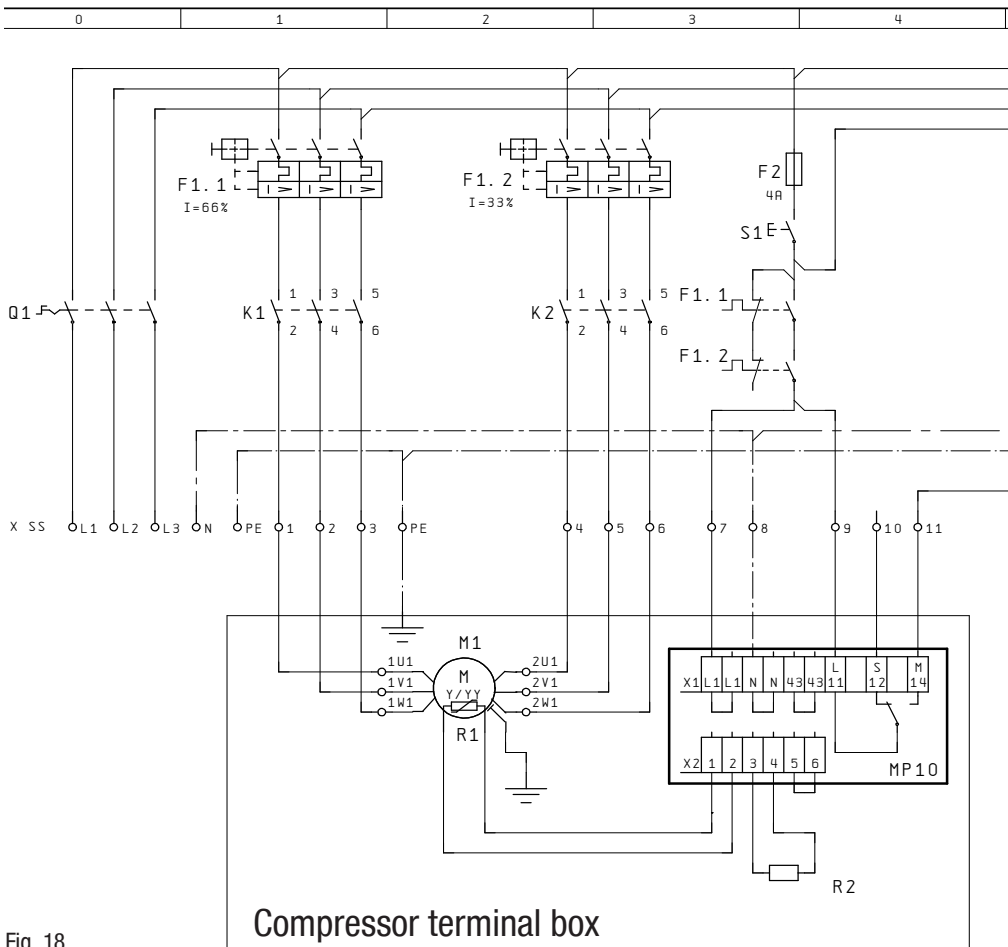 0 1 2 3 4
F1.1
I=66%
F1.2
I=33%
F2
4A
S1
Q1
K1
1 3 5
2 4 6
K2
1 3 5
2 4 6
F1.1
F1.2
X SS L1 L2 L3 N PE 1 2 3 PE 4 5 6 7 8 9 10 11
M1
1U1 2U1
1V1 M 2V1
Y/YY
1W1 2W1
R1
L S M
X1 L1 L1 N N 43 43 11 12 14
X2 1 2 3 4 5 6
MP10
R2
Compressor terminal box
Fig. 18